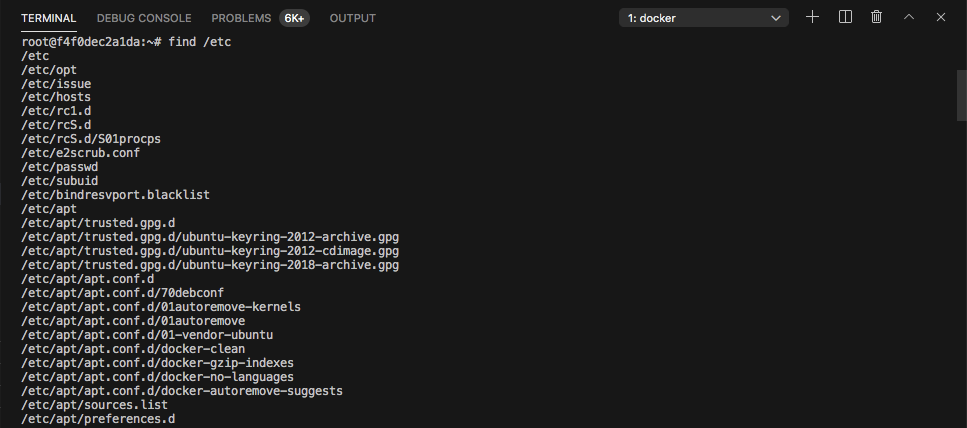 TERMINAL DEBUG CONSOLE PROBLEMS 6K+ OUTPUT 1: docker
root@f4f0dec2a1da:~# find /etc
/etc
/etc/opt
/etc/issue
/etc/hosts
/etc/rc1.d
/etc/rcS.d
/etc/rcS.d/S01procps
/etc/e2scrub.conf
/etc/passwd
/etc/subuid
/etc/bindresvport.blacklist
/etc/apt
/etc/apt/trusted.gpg.d
/etc/apt/trusted.gpg.d/ubuntu-keyring-2012-archive.gpg
/etc/apt/trusted.gpg.d/ubuntu-keyring-2012-cdimage.gpg
/etc/apt/trusted.gpg.d/ubuntu-keyring-2018-archive.gpg
/etc/apt/apt.conf.d
/etc/apt/apt.conf.d/70debconf
/etc/apt/apt.conf.d/01autoremove-kernels
/etc/apt/apt.conf.d/01autoremove
/etc/apt/apt.conf.d/01-vendor-ubuntu
/etc/apt/apt.conf.d/docker-clean
/etc/apt/apt.conf.d/docker-gzip-indexes
/etc/apt/apt.conf.d/docker-no-languages
/etc/apt/apt.conf.d/docker-autoremove-suggests
/etc/apt/sources.list
/etc/apt/preferences.d